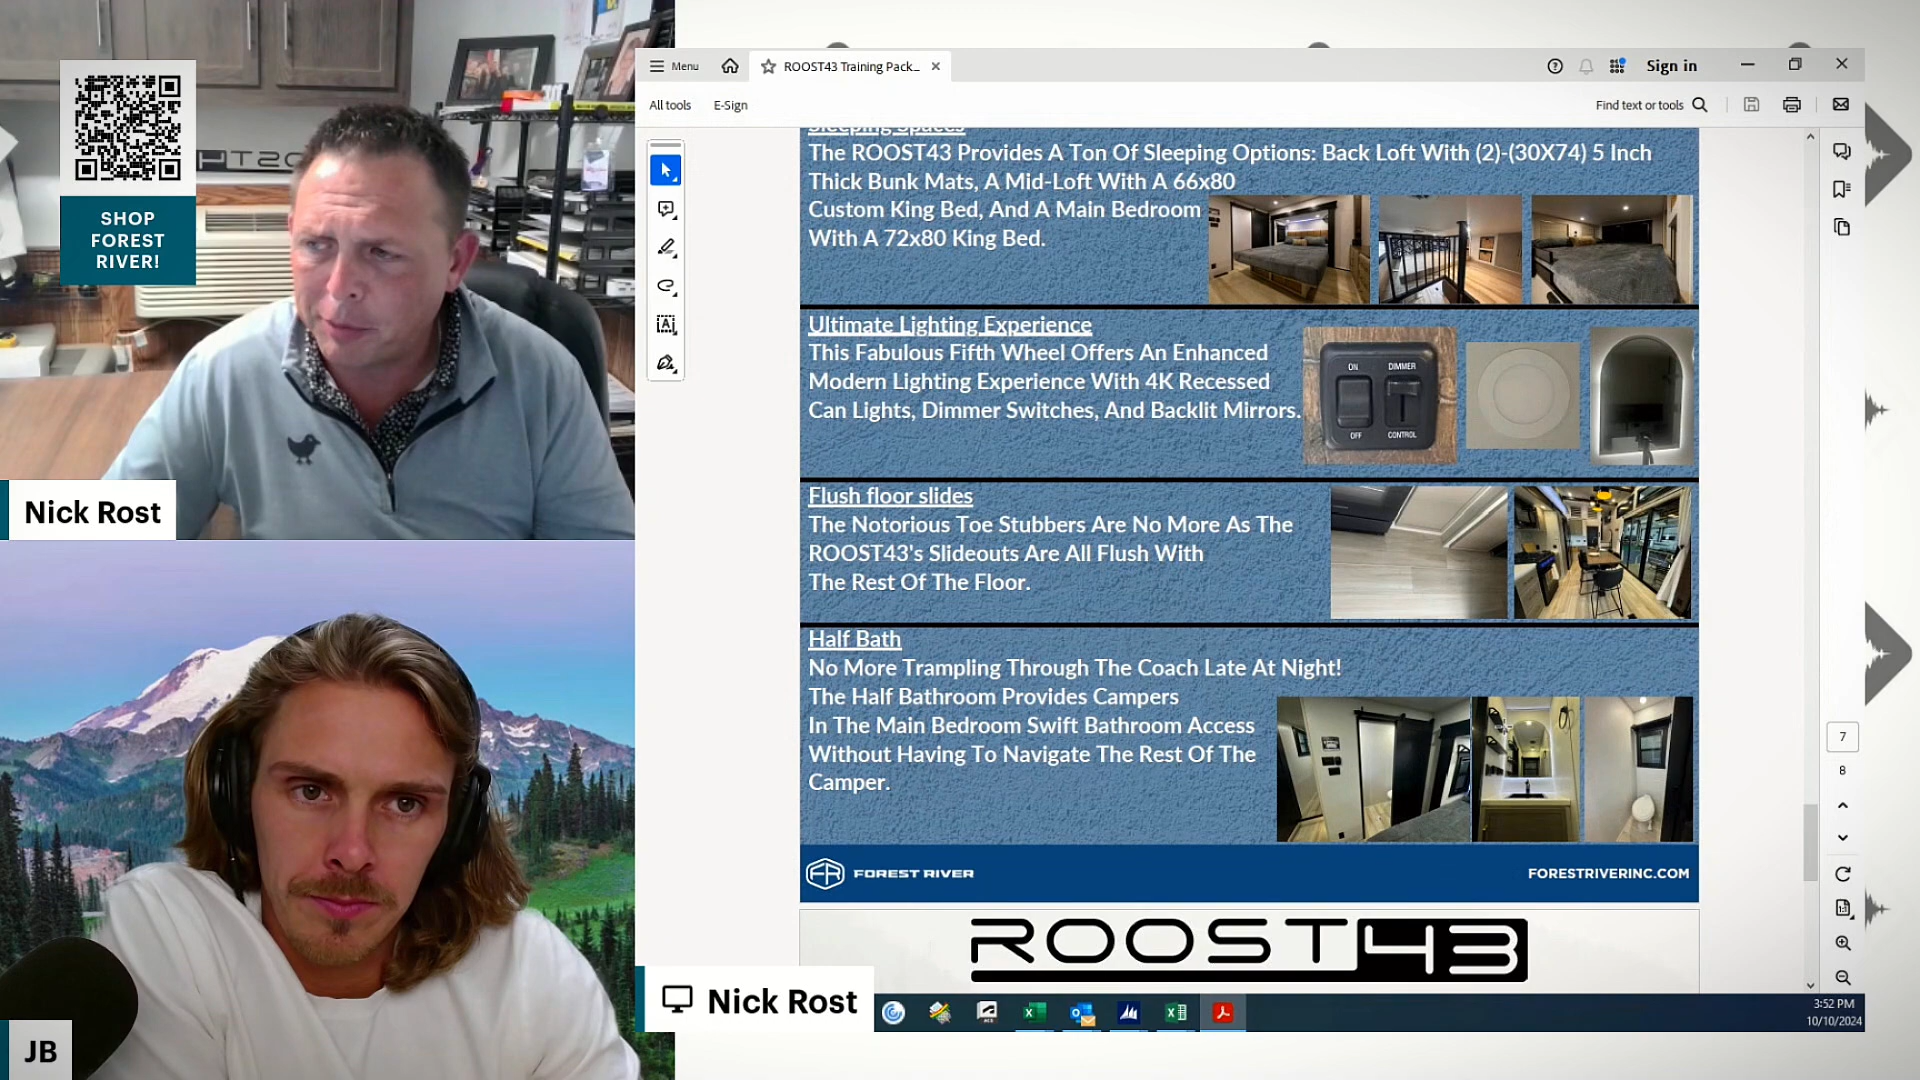 SHOP
FOREST
RIVER!
Nick Rost
JB
Menu
ROOST43 Training Pack...
Sign in
All tools
E-Sign
Find text or tools
Sleeping Spaces
The ROOST43 Provides A Ton Of Sleeping Options: Back Loft With (2)-(30X74) 5 Inch
Thick Bunk Mats, A Mid-Loft With A 66x80
Custom King Bed, And A Main Bedroom
With A 72x80 King Bed.
Ultimate Lighting Experience
This Fabulous Fifth Wheel Offers An Enhanced
Modern Lighting Experience With 4K Recessed
Can Lights, Dimmer Switches, And Backlit Mirrors.
ON DIMMER
OFF CONTROL
Flush floor slides
The Notorious Toe Stubbers Are No More As The
ROOST43's Slideouts Are All Flush With
The Rest Of The Floor.
Half Bath
No More Trampling Through The Coach Late At Night!
The Half Bathroom Provides Campers
In The Main Bedroom Swift Bathroom Access
Without Having To Navigate The Rest Of The
Camper.
FR FOREST RIVER
FORESTRIVERINC.COM
ROOST43
7
8
Nick Rost
3:52 PM
10/10/2024